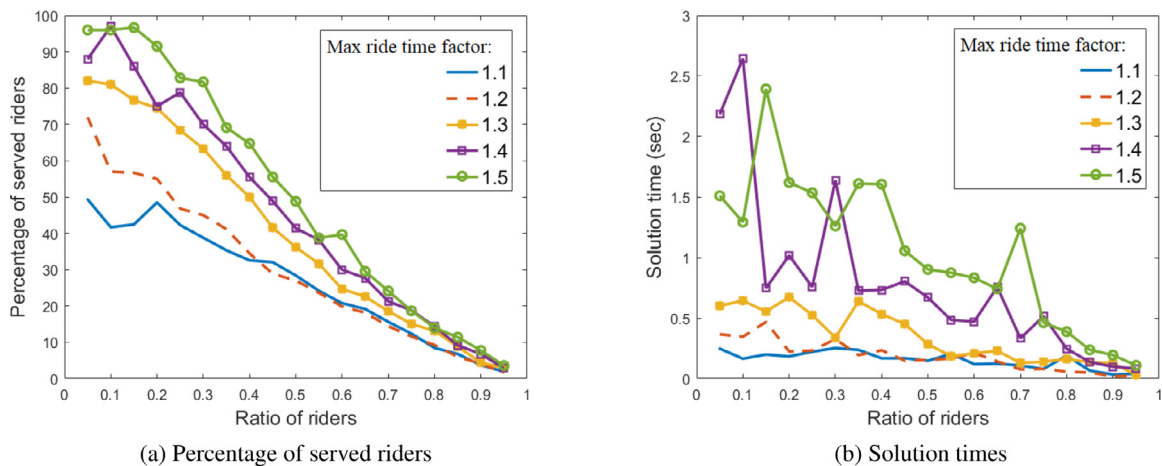 100
90
80
70
60
50
40
30
20
10
0
Percentage of served riders
Max ride time factor:
1.1
1.2
1.3
1.4
1.5
0 0.1 0.2 0.3 0.4 0.5 0.6 0.7 0.8 0.9 1
Ratio of riders
(a) Percentage of served riders
3
2.5
2
1.5
1
0.5
0
Solution time (sec)
Max ride time factor:
1.1
1.2
1.3
1.4
1.5
0 0.1 0.2 0.3 0.4 0.5 0.6 0.7 0.8 0.9 1
Ratio of riders
(b) Solution times